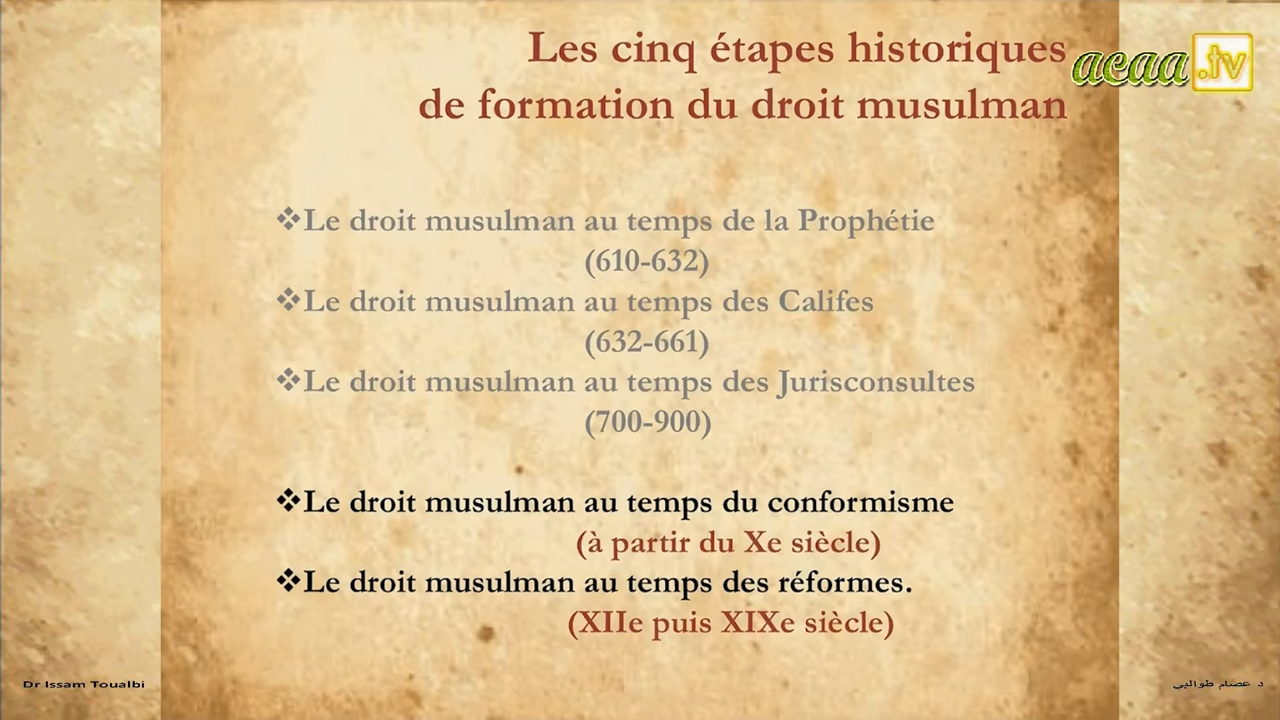 Les cinq étapes historiques
de formation du droit musulman
acaa.tv
❖Le droit musulman au temps de la Prophétie
(610-632)
❖Le droit musulman au temps des Califes
(632-661)
❖Le droit musulman au temps des Jurisconsultes
(700-900)
❖Le droit musulman au temps du conformisme
(à partir du Xe siècle)
❖Le droit musulman au temps des réformes.
(XIIe puis XIXe siècle)
Dr Issam Toualbi
د عصام طوالبي